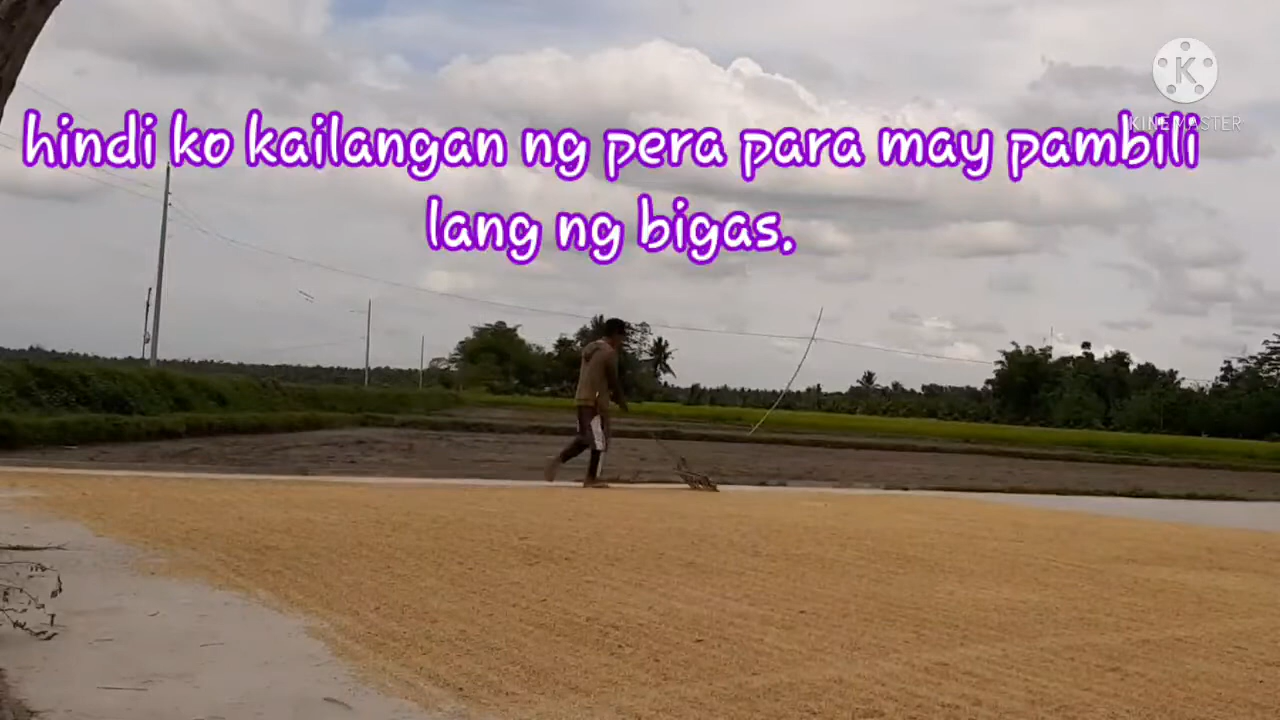 K
KINEMASTER
hindi ko kailangan ng pera para may pambili
lang ng bigas.